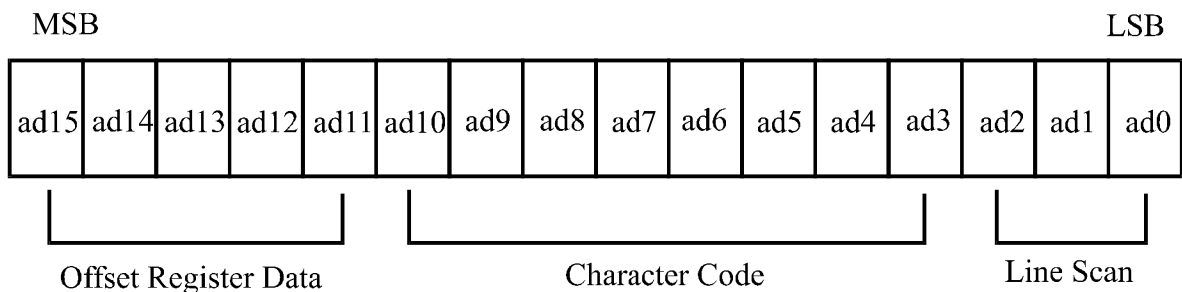 MSB LSB
ad15 ad14 ad13 ad12 ad11 ad10 ad9 ad8 ad7 ad6 ad5 ad4 ad3 ad2 ad1 ad0
Offset Register Data Character Code Line Scan